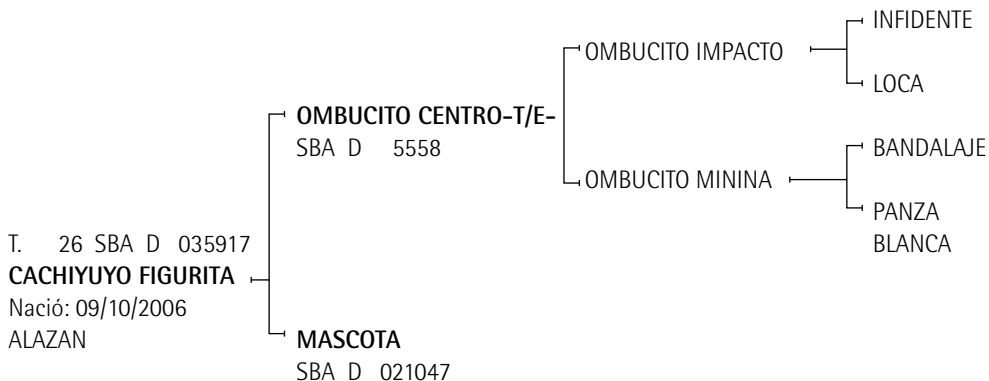 INFIDENTE
OMBUCITO IMPACTO
LOCA
OMBUCITO CENTRO-T/E-
SBA D 5558
BANDALAJE
OMBUCITO MININA
PANZA
BLANCA
T. 26 SBA D 035917
CACHIYUYO FIGURITA
Nació: 09/10/2006
ALAZAN
MASCOTA
SBA D 021047